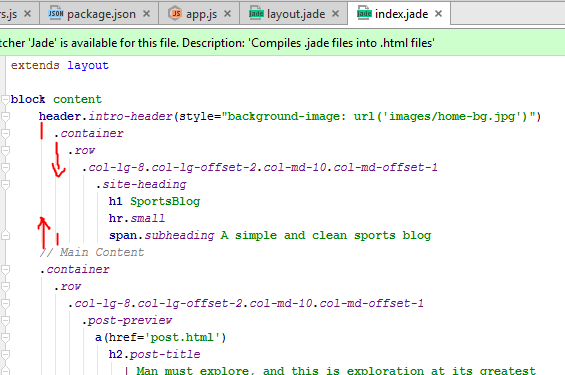 rs.js × package.json × app.js × layout.jade × index.jade ×
tcher 'Jade' is available for this file. Description: 'Compiles .jade files into .html files'
extends layout
block content
header.intro-header(style="background-image: url('images/home-bg.jpg')")
.container
.row
.col-lg-8.col-lg-offset-2.col-md-10.col-md-offset-1
.site-heading
h1 SportsBlog
hr.small
span.subheading A simple and clean sports blog
// Main Content
.container
.row
.col-lg-8.col-lg-offset-2.col-md-10.col-md-offset-1
.post-preview
a(href='post.html')
h2.post-title
| Man must explore, and this is exploration at its greatest